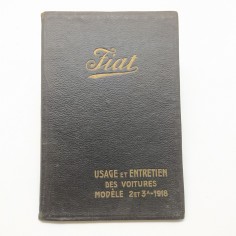 Fiat
USAGE ET ENTRETIEN
DES VOITURES
MODÈLE 2 ET 3ᴬ-1918